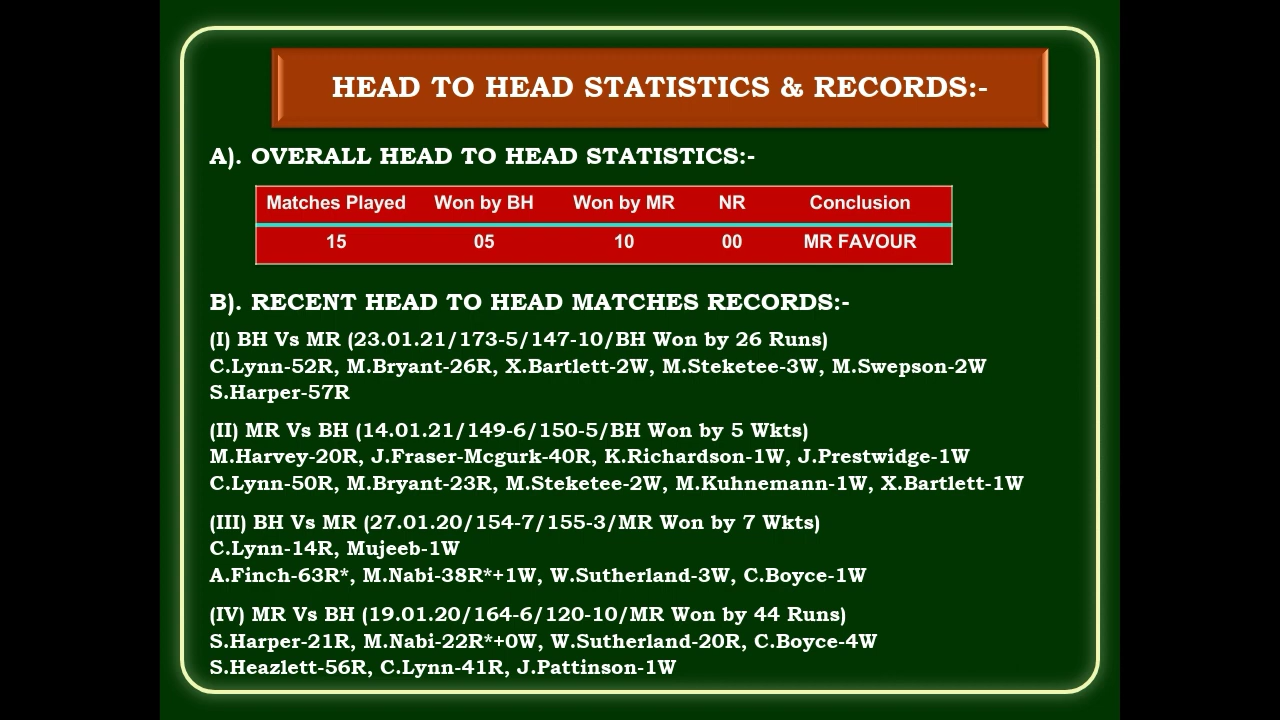 HEAD TO HEAD STATISTICS & RECORDS:-
A). OVERALL HEAD TO HEAD STATISTICS:-
Matches Played Won by BH Won by MR NR Conclusion
15 05 10 00 MR FAVOUR
B). RECENT HEAD TO HEAD MATCHES RECORDS:-
(I) BH Vs MR (23.01.21/173-5/147-10/BH Won by 26 Runs)
C.Lynn-52R, M.Bryant-26R, X.Bartlett-2W, M.Steketee-3W, M.Swepson-2W
S.Harper-57R
(II) MR Vs BH (14.01.21/149-6/150-5/BH Won by 5 Wkts)
M.Harvey-20R, J.Fraser-Mcgurk-40R, K.Richardson-1W, J.Prestwidge-1W
C.Lynn-50R, M.Bryant-23R, M.Steketee-2W, M.Kuhnemann-1W, X.Bartlett-1W
(III) BH Vs MR (27.01.20/154-7/155-3/MR Won by 7 Wkts)
C.Lynn-14R, Mujeeb-1W
A.Finch-63R*, M.Nabi-38R*+1W, W.Sutherland-3W, C.Boyce-1W
(IV) MR Vs BH (19.01.20/164-6/120-10/MR Won by 44 Runs)
S.Harper-21R, M.Nabi-22R*+0W, W.Sutherland-20R, C.Boyce-4W
S.Heazlett-56R, C.Lynn-41R, J.Pattinson-1W